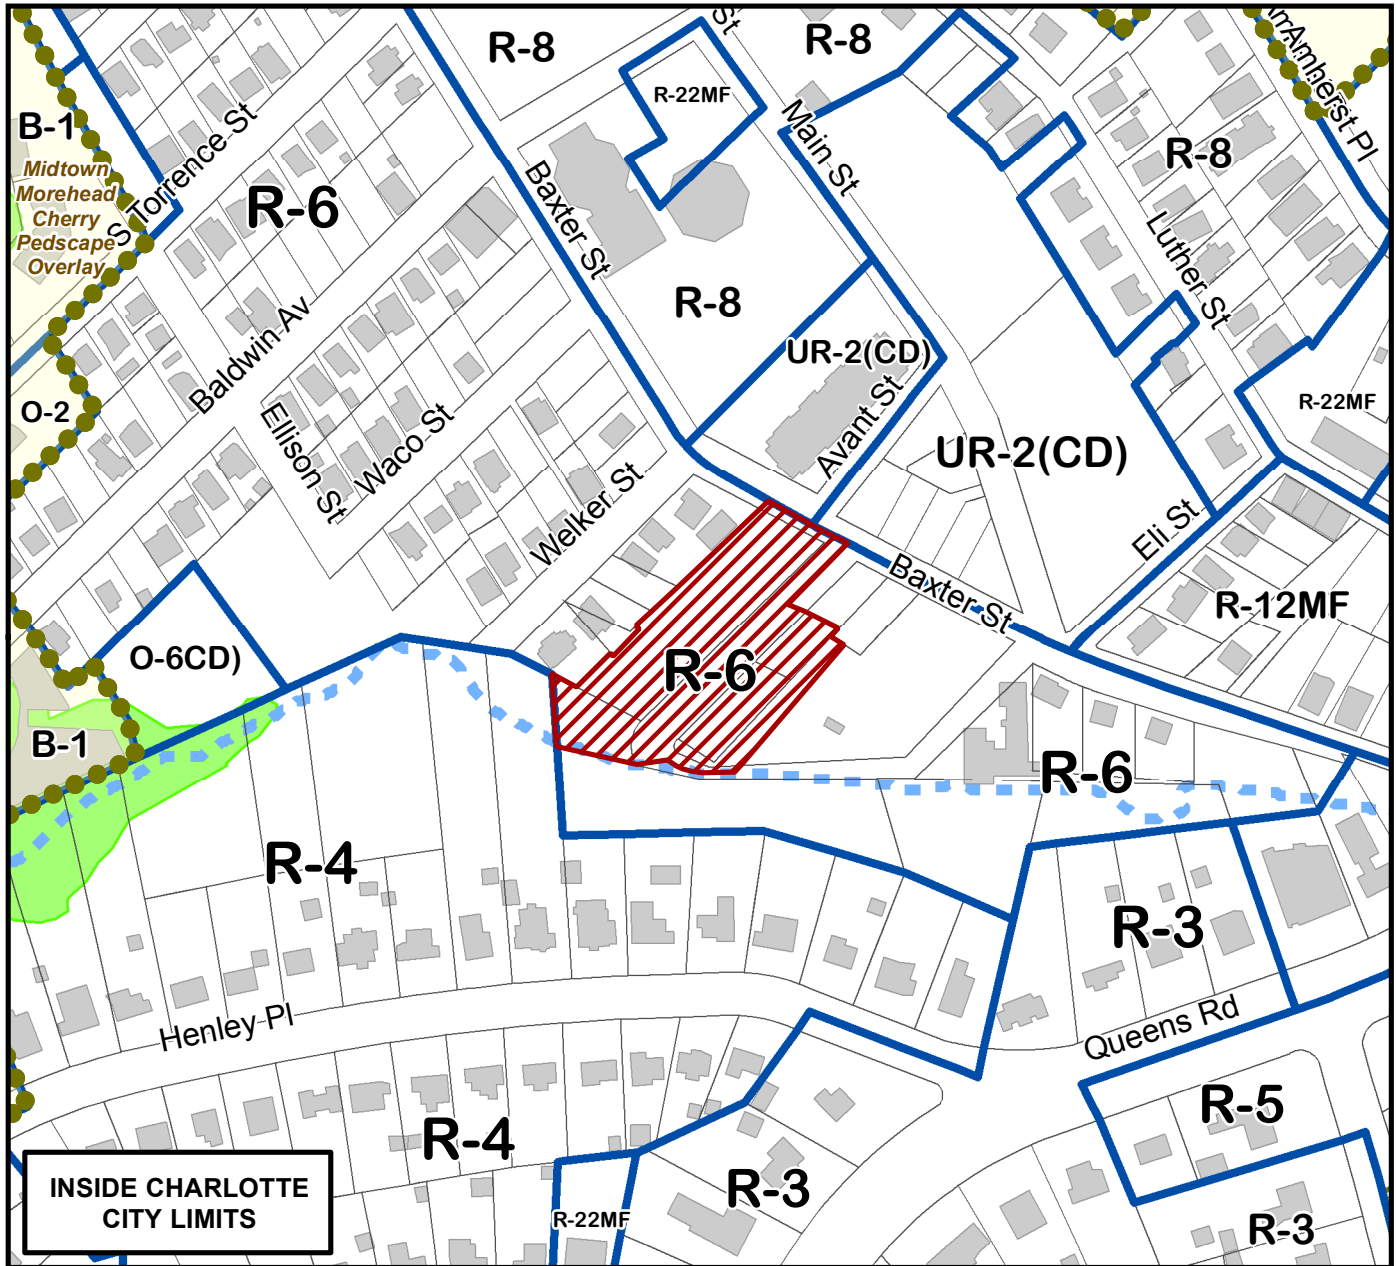 St
R-8
R-8
Amherst Pl
R-22MF
B-1
Main St
R-8
Midtown
Morehead
Cherry
Pedscape
Overlay
S Torrence St
R-6
Baxter St
Luther St
R-8
Baldwin Av
UR-2(CD)
O-2
Ellison St
Waco St
Avant St
R-22MF
UR-2(CD)
Welker St
Eli St
Baxter St
R-12MF
O-6CD)
R-6
B-1
R-6
R-4
R-3
Henley Pl
Queens Rd
R-5
R-4
R-3
INSIDE CHARLOTTE
CITY LIMITS
R-22MF
R-3